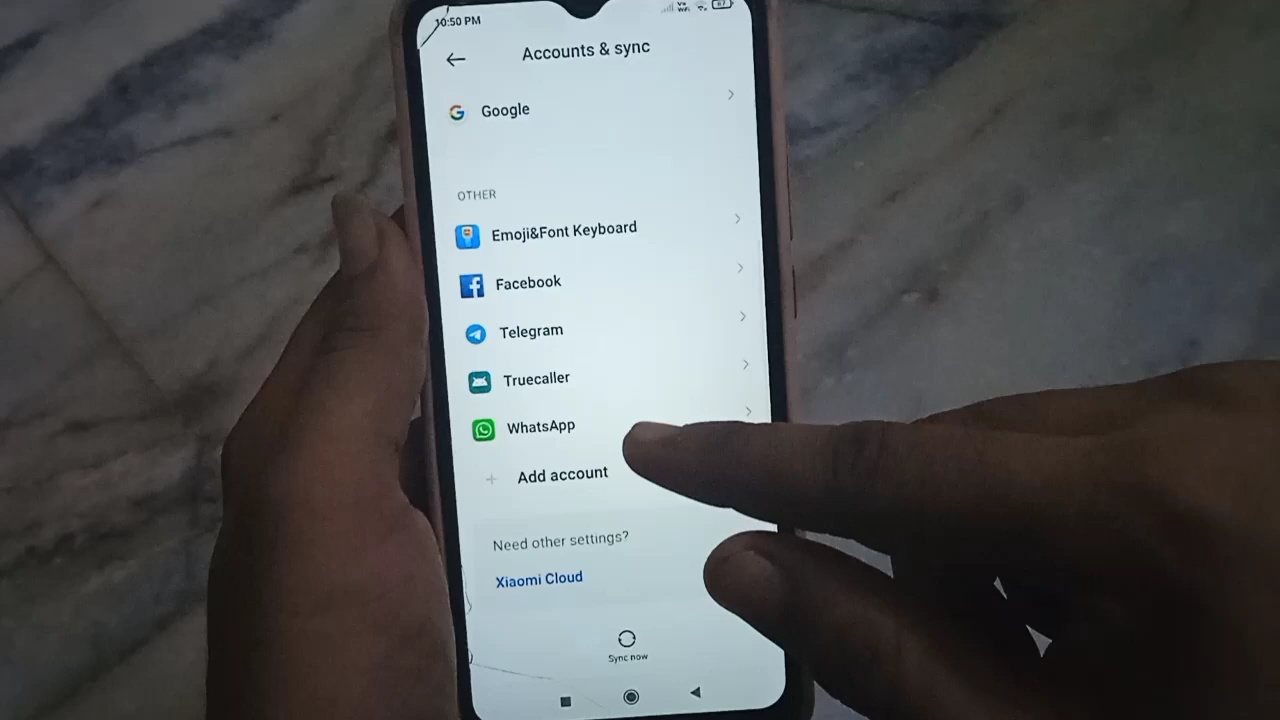 10:50 PM
Accounts & sync
Google
OTHER
Emoji&Font Keyboard
Facebook
Telegram
Truecaller
WhatsApp
Add account
Need other settings?
Xiaomi Cloud
Sync now